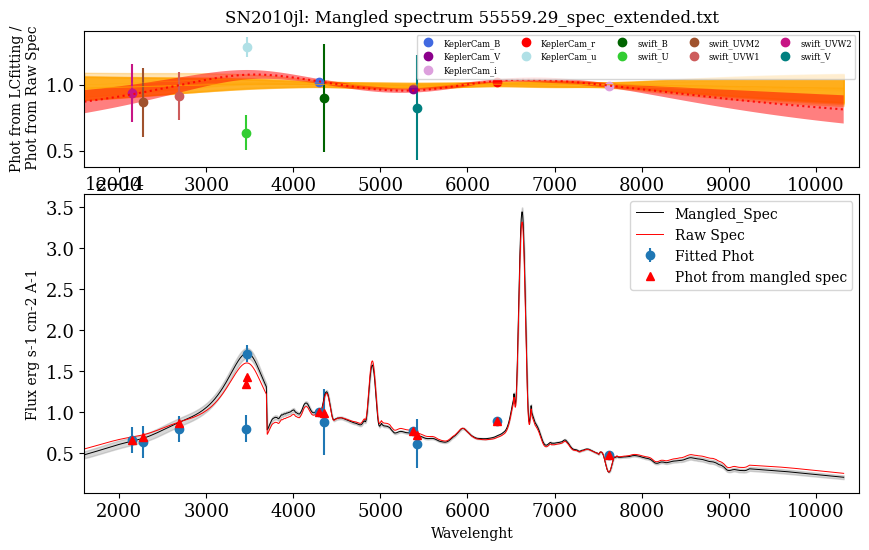 SN2010jl: Mangled spectrum 55559.29_spec_extended.txt
Phot from LCfitting /
Phot from Raw Spec
1.0
0.5
KeplerCam_B
KeplerCam_V
KeplerCam_i
KeplerCam_r
KeplerCam_u
swift_B
swift_U
swift_UVM2
swift_UVW1
swift_UVW2
swift_V
2000 3000 4000 5000 6000 7000 8000 9000 10000
1e−14
Flux erg s-1 cm-2 A-1
3.5
3.0
2.5
2.0
1.5
1.0
0.5
Mangled_Spec
Raw Spec
Fitted Phot
Phot from mangled spec
2000 3000 4000 5000 6000 7000 8000 9000 10000
Wavelenght